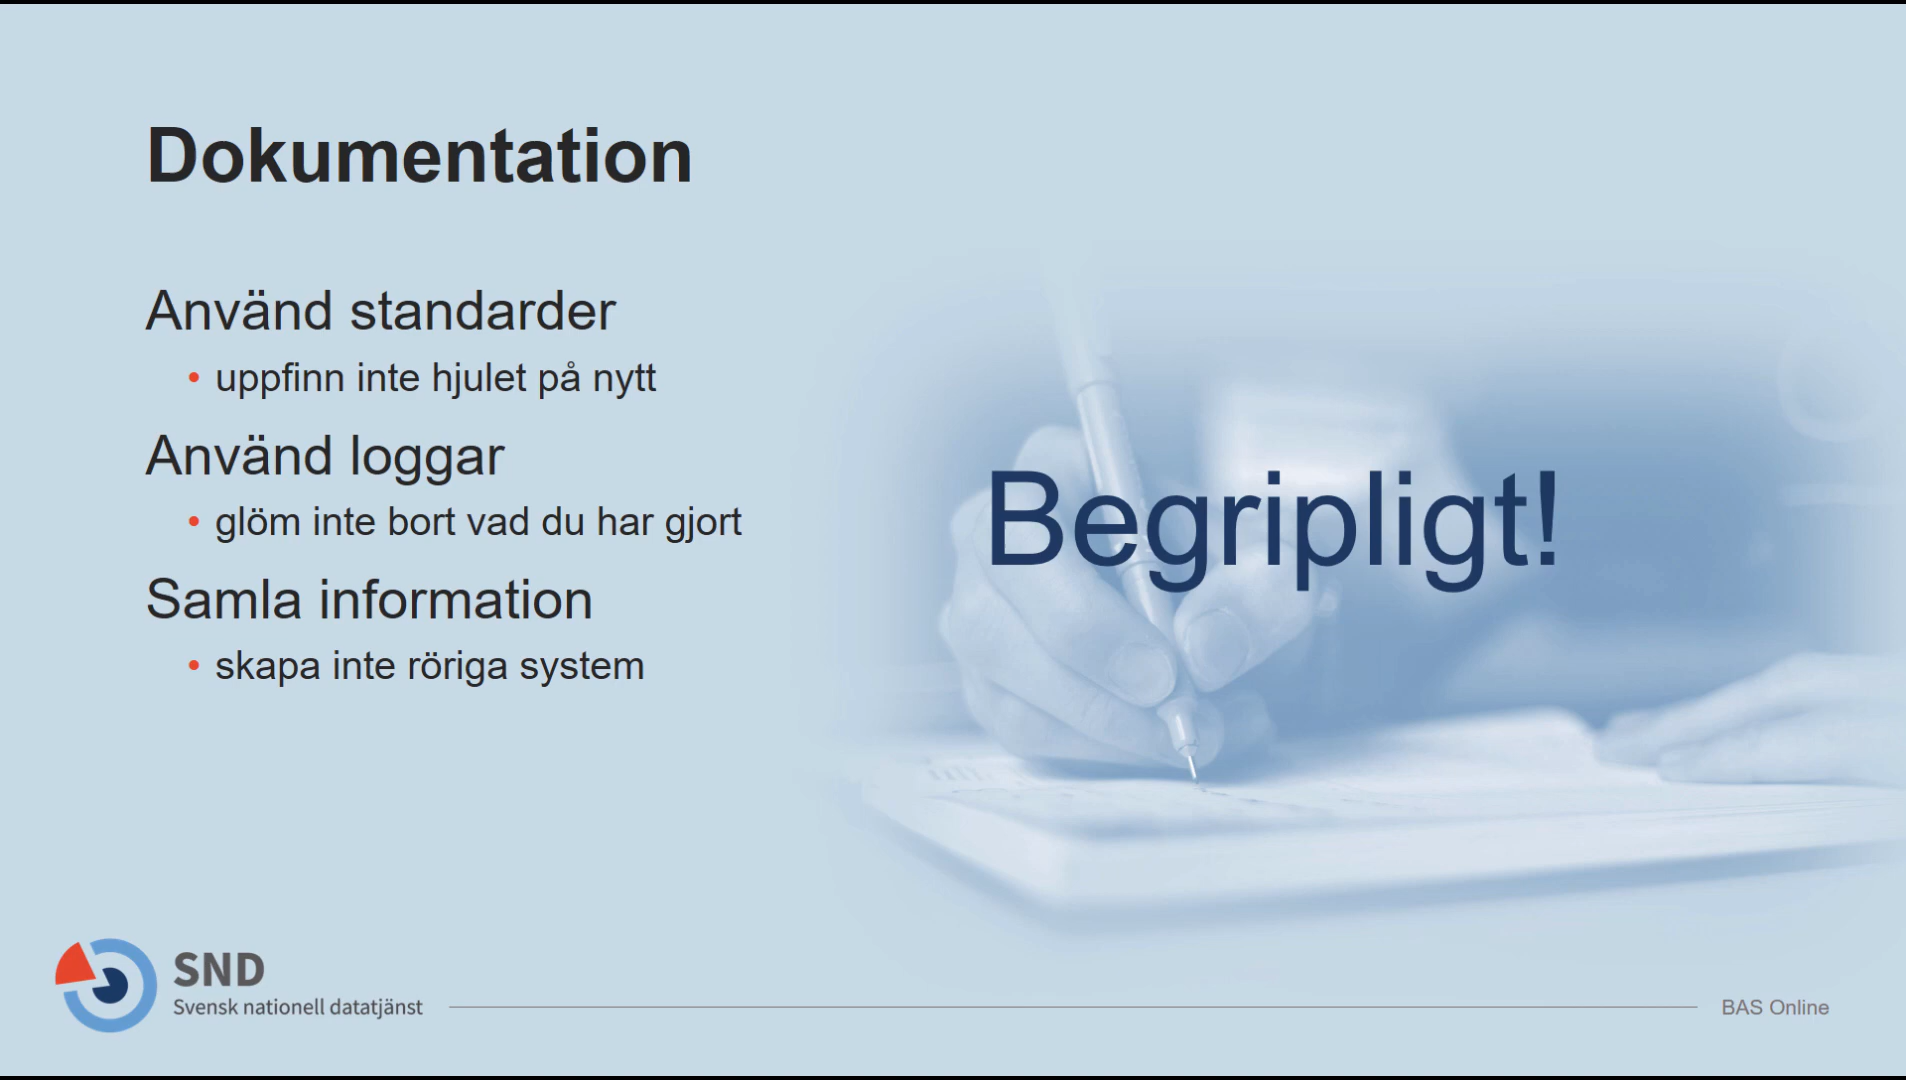 Dokumentation
Använd standarder
• uppfinn inte hjulet på nytt
Använd loggar
• glöm inte bort vad du har gjort
Samla information
• skapa inte röriga system
Begripligt!
SND
Svensk nationell datatjänst
BAS Online